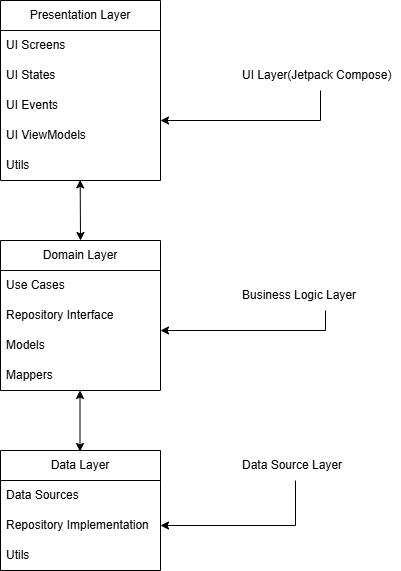 Presentation Layer
UI Screens
UI States
UI Events
UI ViewModels
Utils
UI Layer(Jetpack Compose)
Domain Layer
Use Cases
Repository Interface
Models
Mappers
Business Logic Layer
Data Layer
Data Sources
Repository Implementation
Utils
Data Source Layer